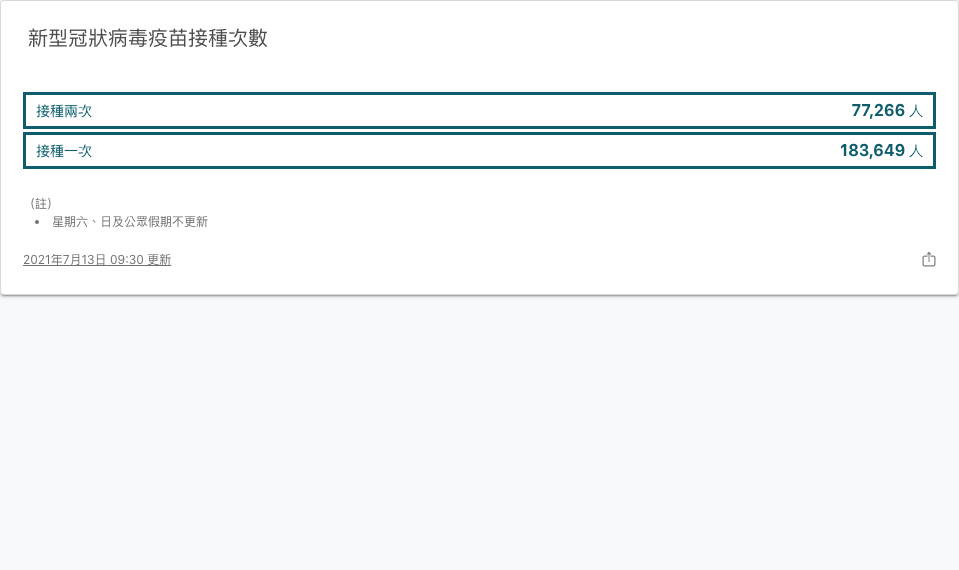 新型冠狀病毒疫苗接種次數
接種兩次 77,266 人
接種一次 183,649 人
（註）
• 星期六、日及公眾假期不更新
2021年7月13日 09:30 更新